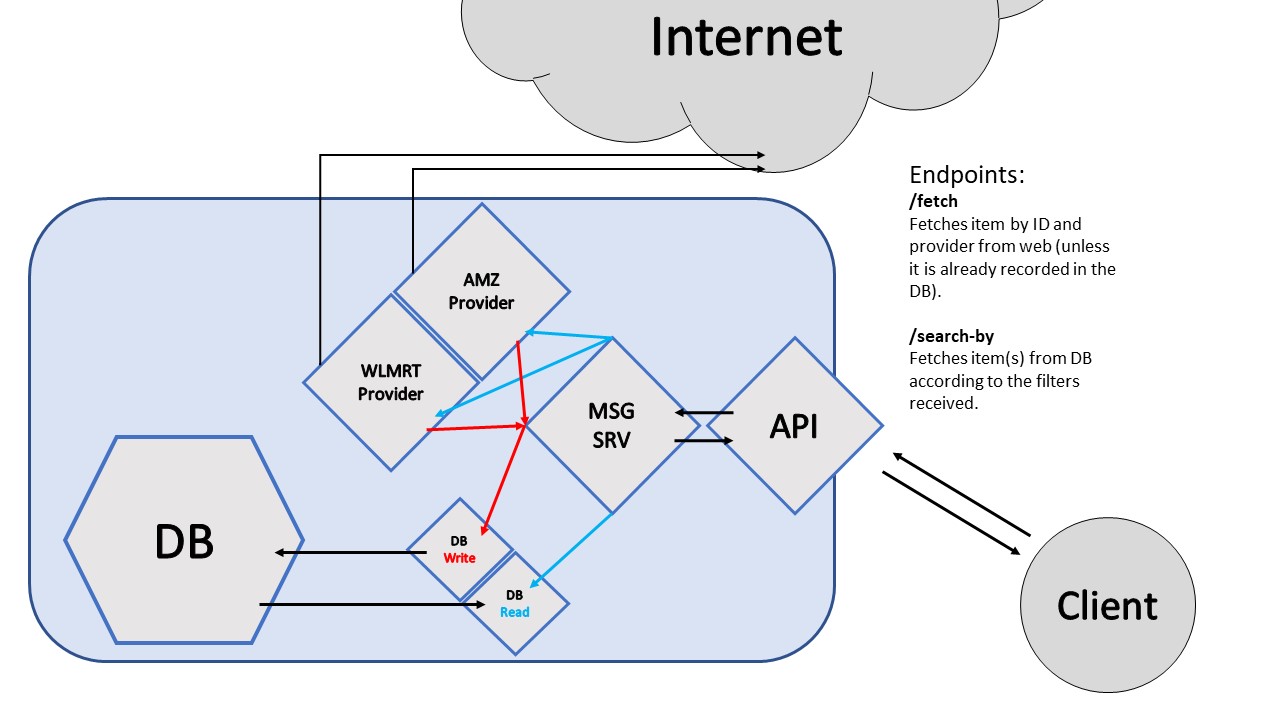 Internet
Endpoints:
/fetch
Fetches item by ID and
provider from web (unless
it is already recorded in the
DB).
/search-by
Fetches item(s) from DB
according to the filters
received.
AMZ
Provider
WLMRT
Provider
MSG
SRV
API
DB
DB
Write
DB
Read
Client